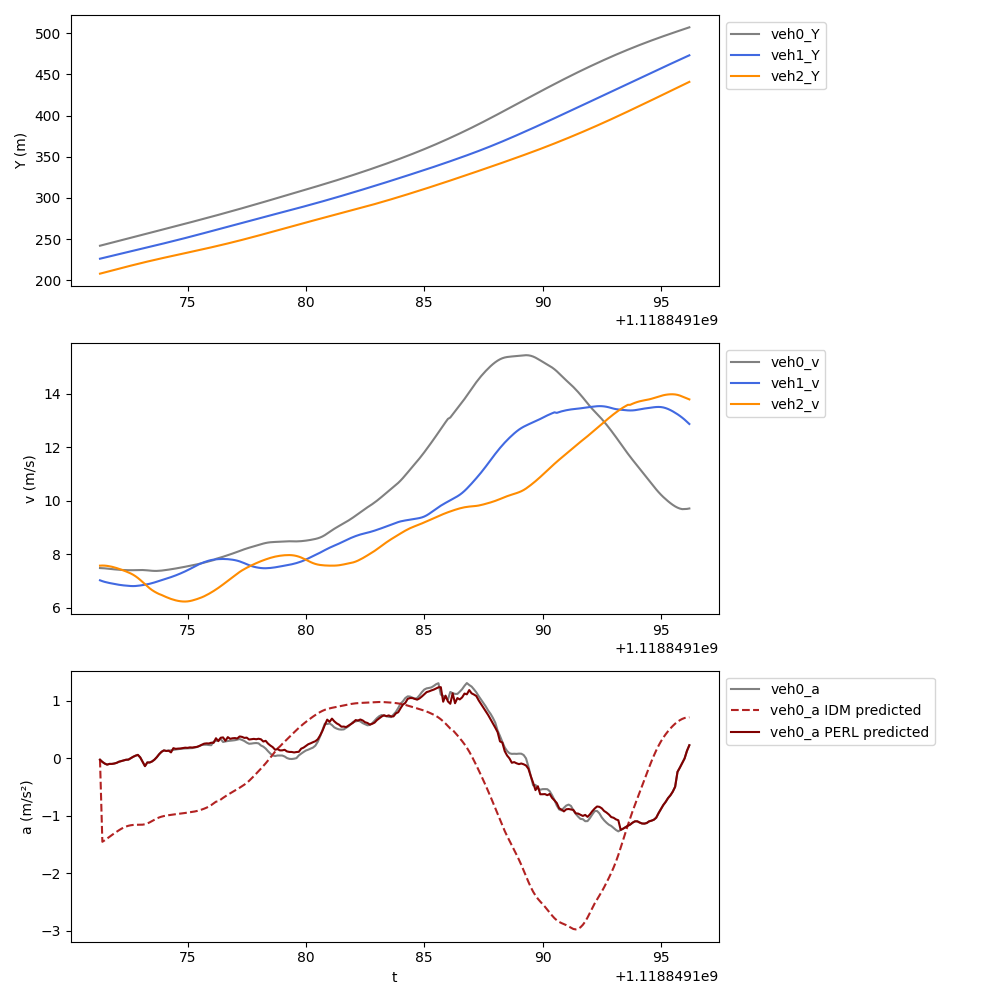 500
450
400
350
300
250
200
Y (m)
75
80
85
90
95
+1.1188491e9
veh0_Y
veh1_Y
veh2_Y
14
12
10
8
6
v (m/s)
75
80
85
90
95
+1.1188491e9
veh0_v
veh1_v
veh2_v
1
0
−1
−2
−3
a (m/s²)
75
80
85
90
95
+1.1188491e9
t
veh0_a
veh0_a IDM predicted
veh0_a PERL predicted